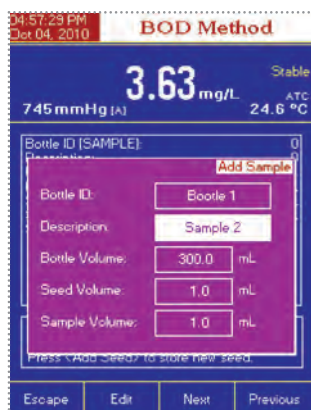 04:57:29 PM
Oct 04, 2010
BOD Method
3.63 mg/L
Stable
ATC
745 mmHg [A]
24.6 °C
Bottle ID [SAMPLE]: 0
Add Sample
Bottle ID: Bootle 1
Description: Sample 2
Bottle Volume: 300.0 mL
Seed Volume: 1.0 mL
Sample Volume: 1.0 mL
Press <Add Seed> to store new seed.
Escape Edit Next Previous